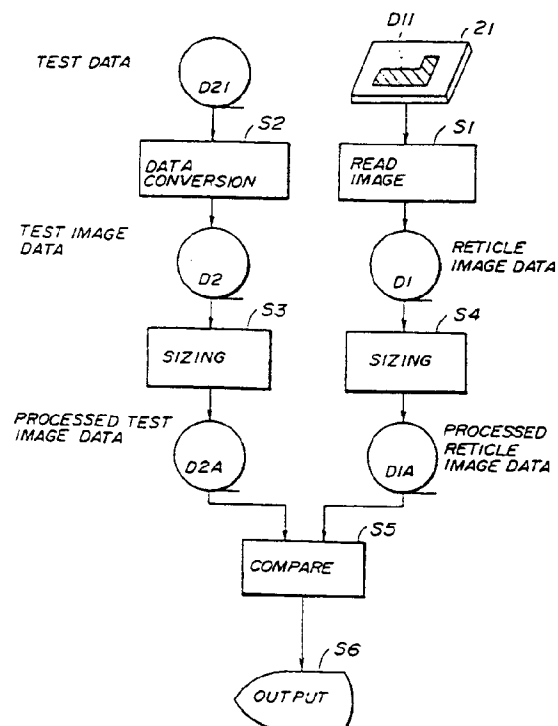 D11
21
TEST DATA
D21
S2
S1
DATA
CONVERSION
READ
IMAGE
TEST IMAGE
DATA
D2
RETICLE
IMAGE DATA
D1
S3
S4
SIZING
SIZING
PROCESSED TEST
IMAGE DATA
D2A
PROCESSED
RETICLE
IMAGE DATA
D1A
S5
COMPARE
S6
OUTPUT